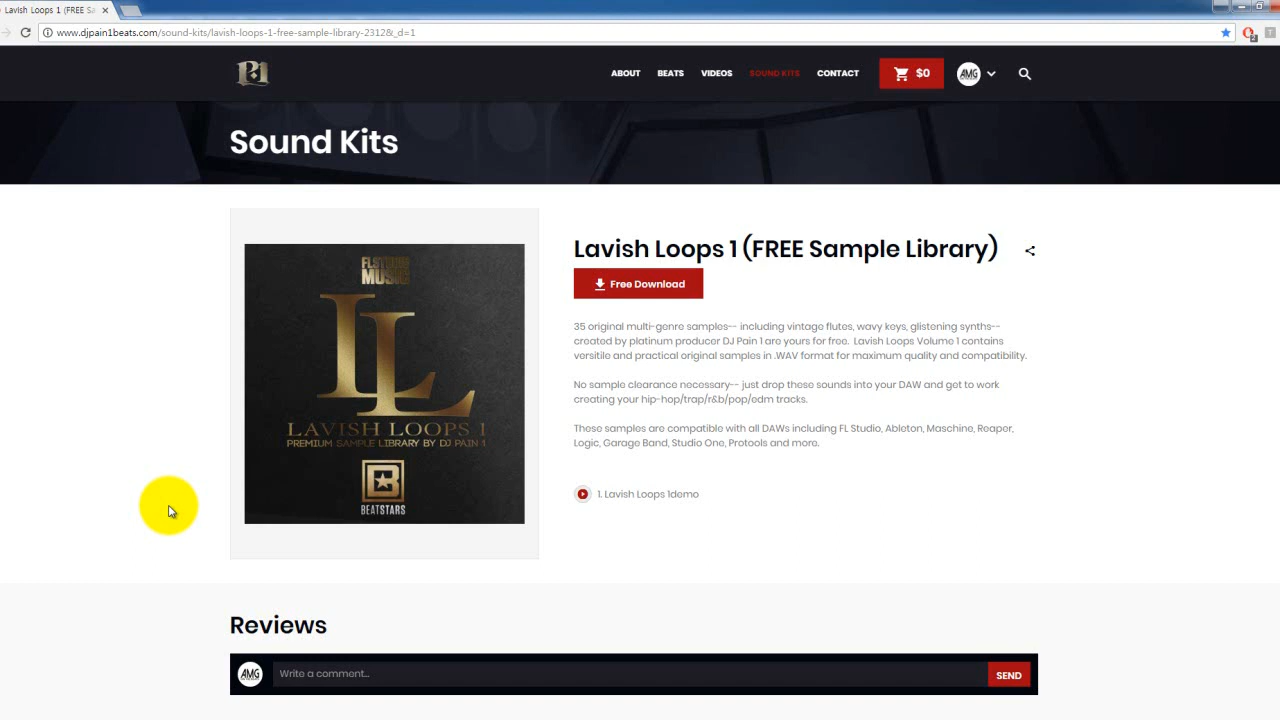 Lavish Loops 1 (FREE Sa
www.djpain1beats.com/sound-kits/lavish-loops-1-free-sample-library-2312&_d=1
P1
ABOUT
BEATS
VIDEOS
SOUND KITS
CONTACT
$0
AMG
Sound Kits
FLSTUDIO
MUSIC
LL
LAVISH LOOPS 1
PREMIUM SAMPLE LIBRARY BY DJ PAIN 1
B
BEATSTARS
Lavish Loops 1 (FREE Sample Library)
Free Download
35 original multi-genre samples-- including vintage flutes, wavy keys, glistening synths--
created by platinum producer DJ Pain 1 are yours for free. Lavish Loops Volume 1 contains
versitile and practical original samples in .WAV format for maximum quality and compatibility.
No sample clearance necessary-- just drop these sounds into your DAW and get to work
creating your hip-hop/trap/r&b/pop/edm tracks.
These samples are compatible with all DAWs including FL Studio, Ableton, Maschine, Reaper,
Logic, Garage Band, Studio One, Protools and more.
1. Lavish Loops 1demo
Reviews
AMG
Write a comment...
SEND